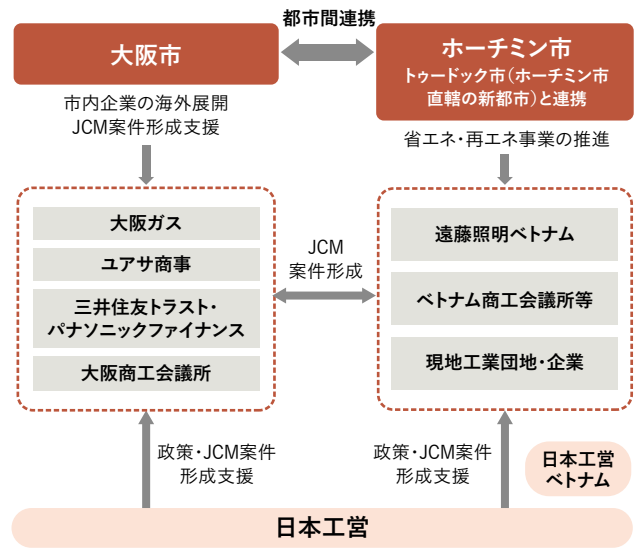 都市間連携
大阪市
ホーチミン市
トゥードック市（ホーチミン市
直轄の新都市）と連携
市内企業の海外展開
JCM案件形成支援
省エネ・再エネ事業の推進
大阪ガス
ユアサ商事
三井住友トラスト・
パナソニックファイナンス
大阪商工会議所
JCM
案件形成
遠藤照明ベトナム
ベトナム商工会議所等
現地工業団地・企業
政策・JCM案件
形成支援
政策・JCM案件
形成支援
日本工営
ベトナム
日本工営